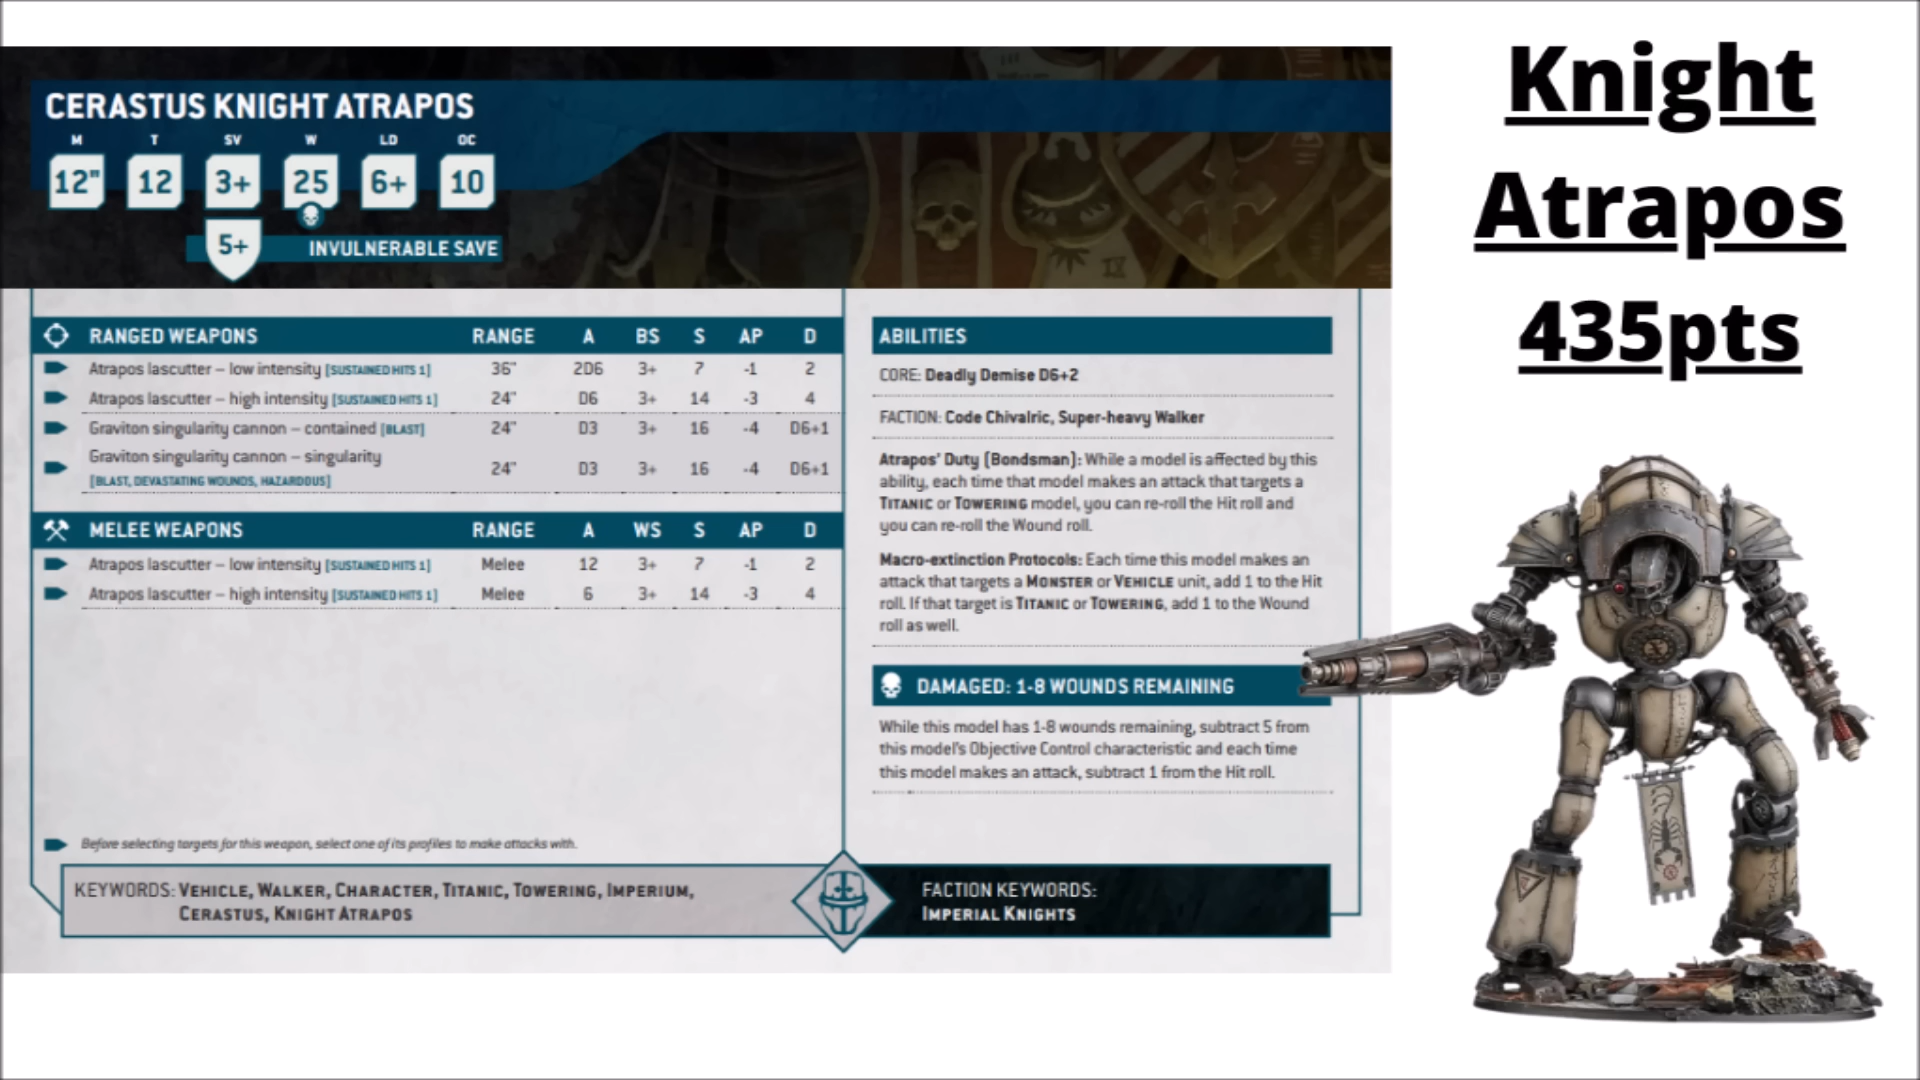 CERASTUS KNIGHT ATRAPOS
M T SV W LD OC
12" 12 3+ 25 6+ 10
5+ INVULNERABLE SAVE
RANGED WEAPONS RANGE A BS S AP D
Atrapos lascutter – low intensity [SUSTAINED HITS 1] 36" 2D6 3+ 7 -1 2
Atrapos lascutter – high intensity [SUSTAINED HITS 1] 24" D6 3+ 14 -3 4
Graviton singularity cannon – contained [BLAST] 24" D3 3+ 16 -4 D6+1
Graviton singularity cannon – singularity
[BLAST, DEVASTATING WOUNDS, HAZARDOUS] 24" D3 3+ 16 -4 D6+1
MELEE WEAPONS RANGE A WS S AP D
Atrapos lascutter – low intensity [SUSTAINED HITS 1] Melee 12 3+ 7 -1 2
Atrapos lascutter – high intensity [SUSTAINED HITS 1] Melee 6 3+ 14 -3 4
Before selecting targets for this weapon, select one of its profiles to make attacks with.
KEYWORDS: VEHICLE, WALKER, CHARACTER, TITANIC, TOWERING, IMPERIUM,
CERASTUS, KNIGHT ATRAPOS
ABILITIES
CORE: Deadly Demise D6+2
FACTION: Code Chivalric, Super-heavy Walker
Atrapos' Duty (Bondsman): While a model is affected by this
ability, each time that model makes an attack that targets a
TITANIC or TOWERING model, you can re-roll the Hit roll and
you can re-roll the Wound roll.
Macro-extinction Protocols: Each time this model makes an
attack that targets a MONSTER or VEHICLE unit, add 1 to the Hit
roll. If that target is TITANIC or TOWERING, add 1 to the Wound
roll as well.
DAMAGED: 1-8 WOUNDS REMAINING
While this model has 1-8 wounds remaining, subtract 5 from
this model's Objective Control characteristic and each time
this model makes an attack, subtract 1 from the Hit roll.
FACTION KEYWORDS:
IMPERIAL KNIGHTS
Knight
Atrapos
435pts